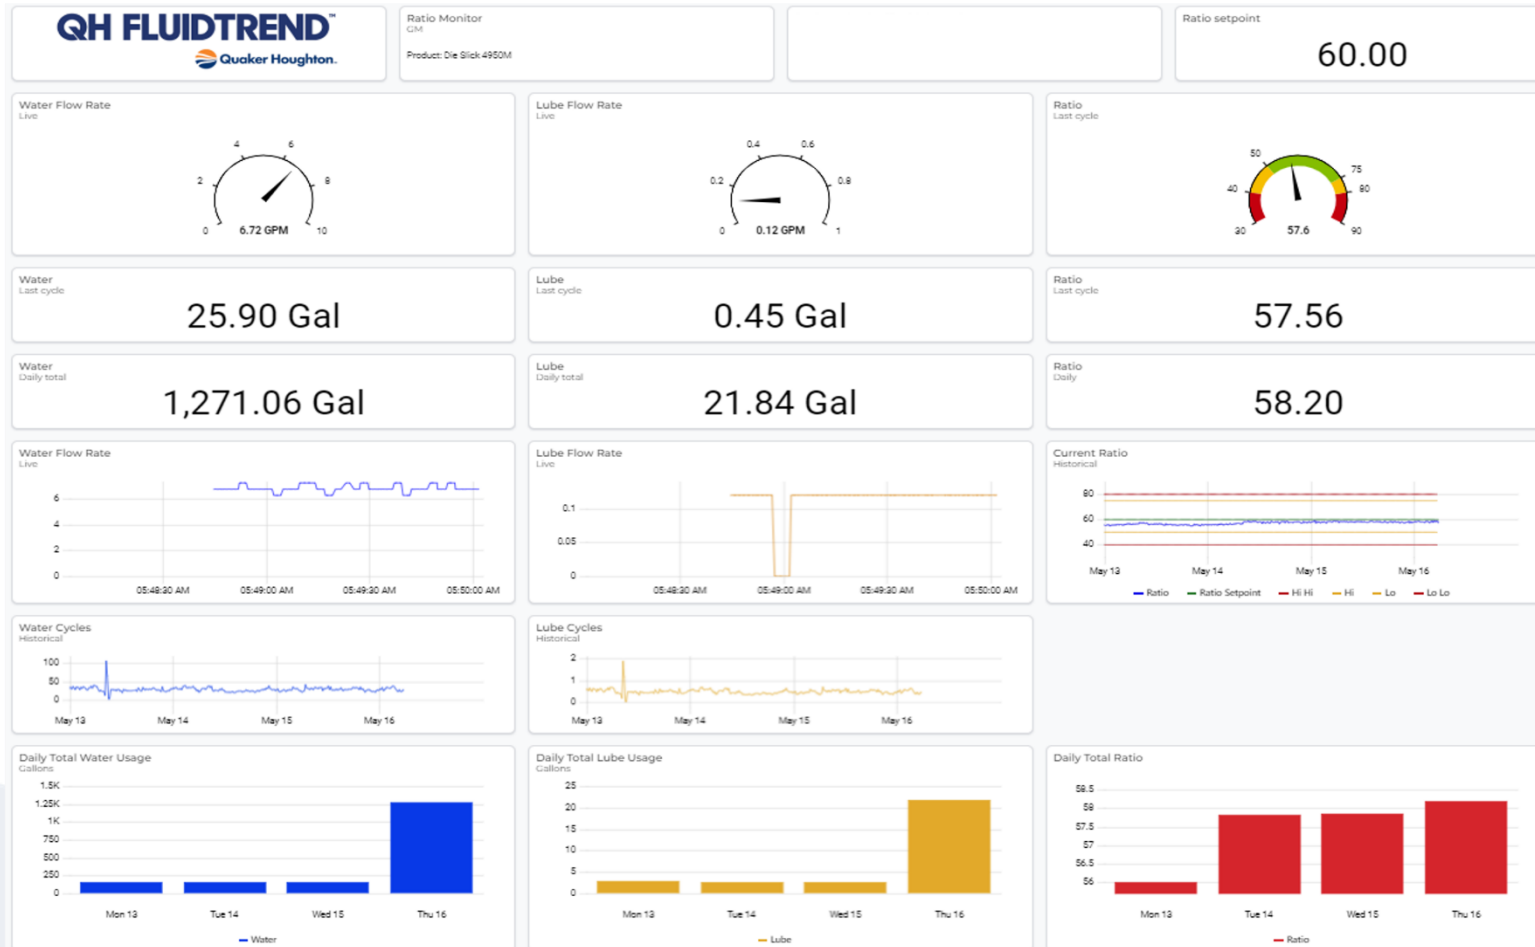 QH FLUIDTREND™
Quaker Houghton.
Ratio Monitor
GM
Product: Die Slick 4950M
Ratio setpoint
60.00
Water Flow Rate
Live
0 2 4 6 8 10
6.72 GPM
Lube Flow Rate
Live
0 0.2 0.4 0.6 0.8 1
0.12 GPM
Ratio
Last cycle
30 40 50 75 80 90
57.6
Water
Last cycle
25.90 Gal
Lube
Last cycle
0.45 Gal
Ratio
Last cycle
57.56
Water
Daily total
1,271.06 Gal
Lube
Daily total
21.84 Gal
Ratio
Daily
58.20
Water Flow Rate
Live
6
4
2
0
05:48:30 AM 05:49:00 AM 05:49:30 AM 05:50:00 AM
Lube Flow Rate
Live
0.1
0.05
0
05:48:30 AM 05:49:00 AM 05:49:30 AM 05:50:00 AM
Current Ratio
Historical
80
60
40
May 13 May 14 May 15 May 16
Ratio Ratio Setpoint Hi Hi Hi Lo Lo Lo
Water Cycles
Historical
100
50
0
May 13 May 14 May 15 May 16
Lube Cycles
Historical
2
1
0
May 13 May 14 May 15 May 16
Daily Total Water Usage
Gallons
1.5K
1.25K
1K
750
500
250
0
Mon 13 Tue 14 Wed 15 Thu 16
Water
Daily Total Lube Usage
Gallons
25
20
15
10
5
0
Mon 13 Tue 14 Wed 15 Thu 16
Lube
Daily Total Ratio
58.5
58
57.5
57
56.5
56
Mon 13 Tue 14 Wed 15 Thu 16
Ratio